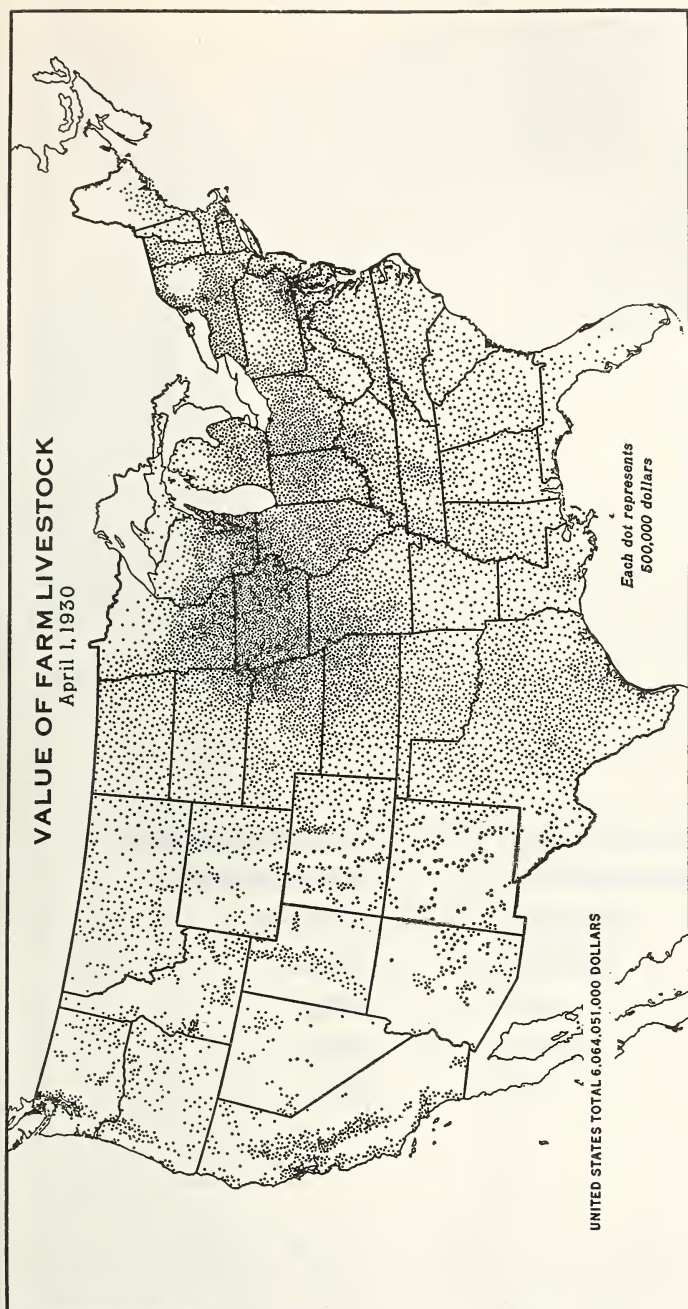 VALUE OF FARM LIVESTOCK
April 1, 1930
Each dot represents
500,000 dollars
UNITED STATES TOTAL 6,064,051,000 DOLLARS